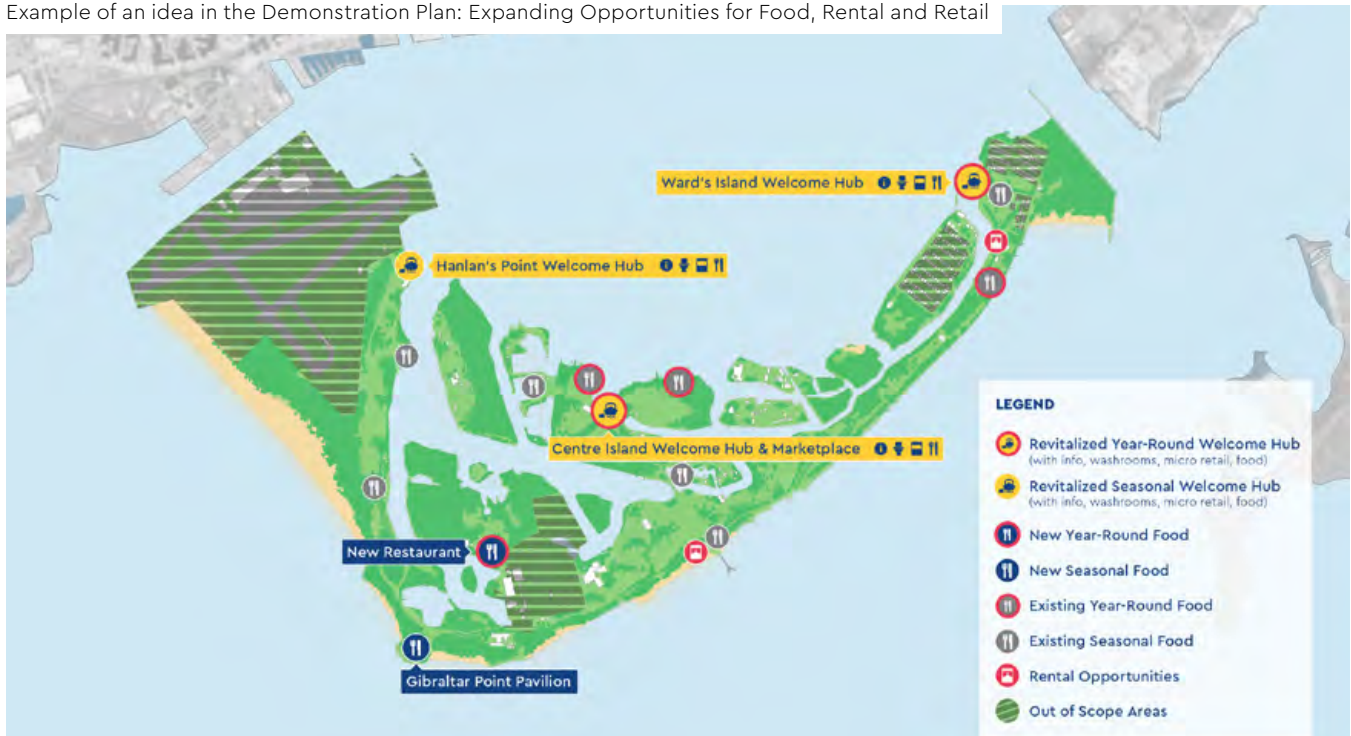 Example of an idea in the Demonstration Plan: Expanding Opportunities for Food, Rental and Retail
Ward's Island Welcome Hub
Hanlan's Point Welcome Hub
Centre Island Welcome Hub & Marketplace
New Restaurant
Gibraltar Point Pavilion
LEGEND
Revitalized Year-Round Welcome Hub
(with info, washrooms, micro retail, food)
Revitalized Seasonal Welcome Hub
(with info, washrooms, micro retail, food)
New Year-Round Food
New Seasonal Food
Existing Year-Round Food
Existing Seasonal Food
Rental Opportunities
Out of Scope Areas